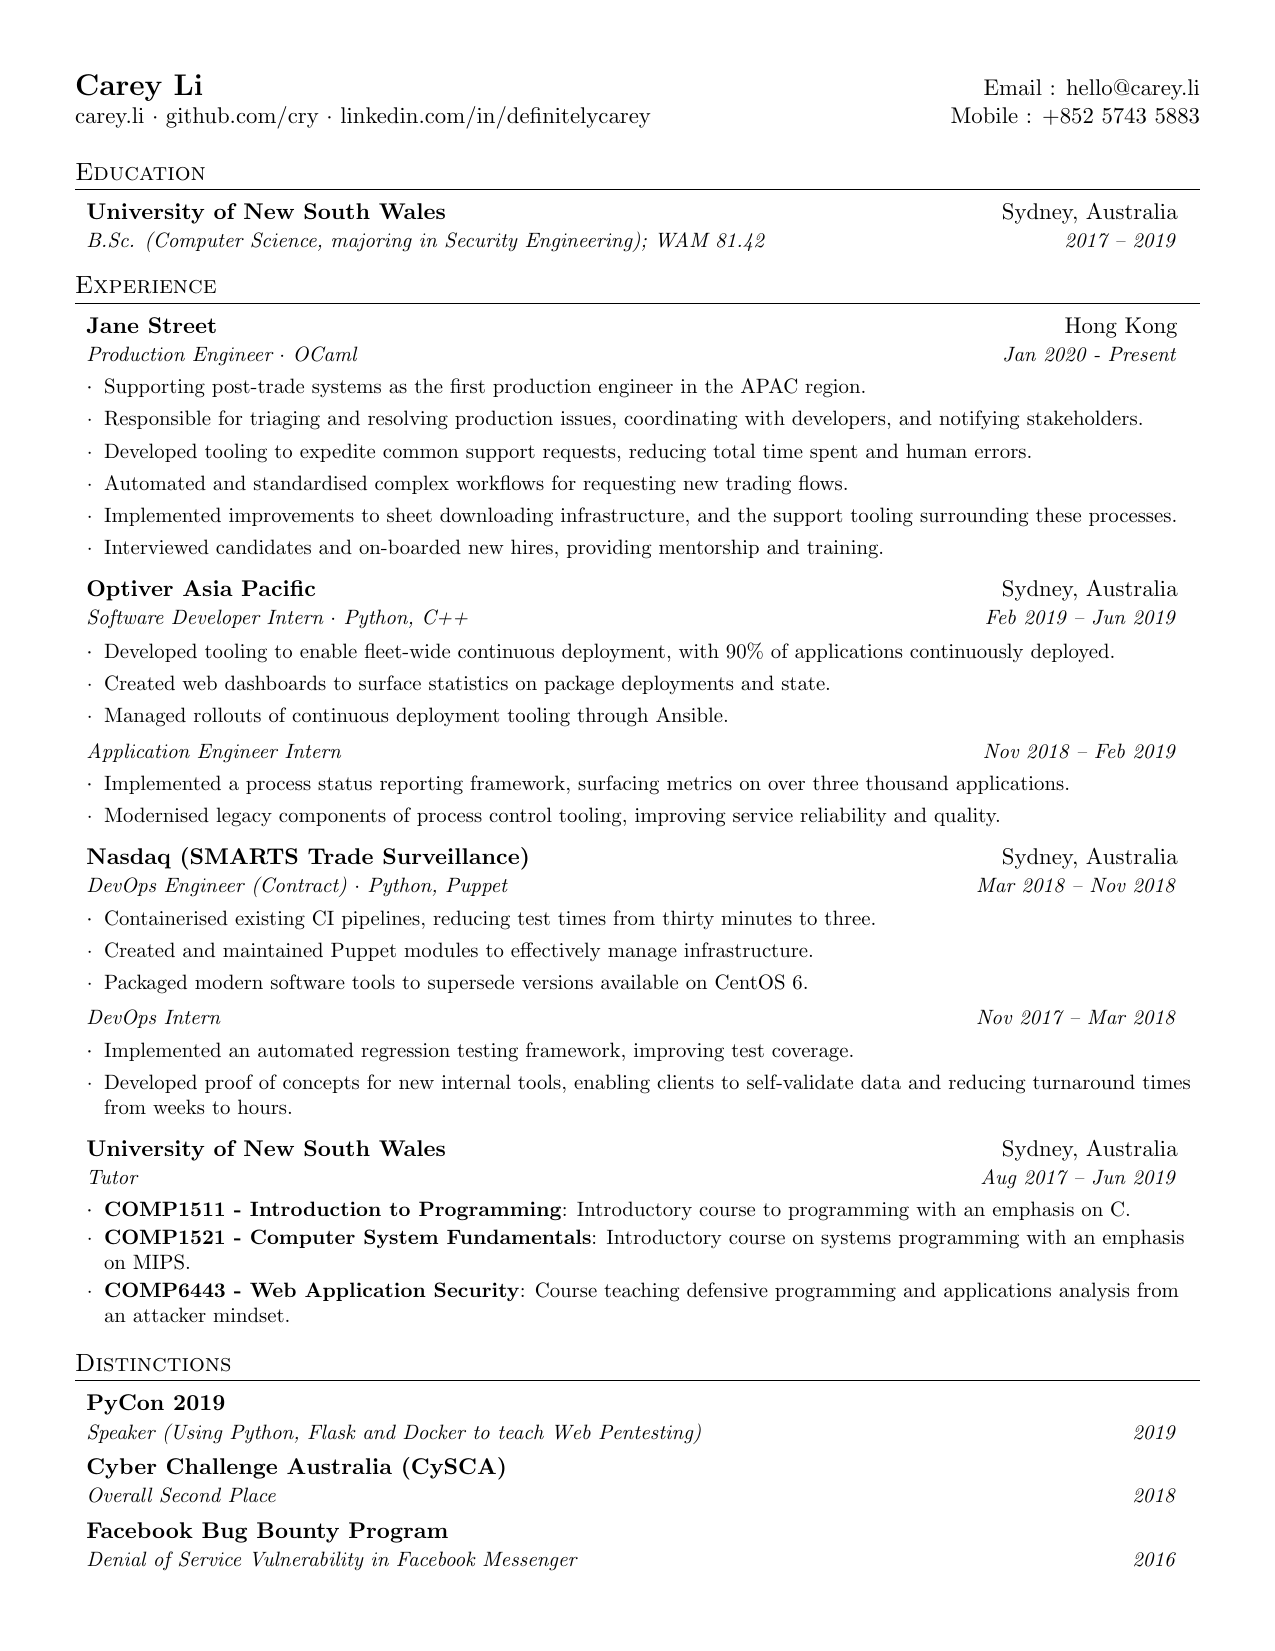 Carey Li
Email : hello@carey.li
carey.li · github.com/cry · linkedin.com/in/definitelycarey
Mobile : +852 5743 5883
Education
University of New South Wales
Sydney, Australia
B.Sc. (Computer Science, majoring in Security Engineering); WAM 81.42
2017 – 2019
Experience
Jane Street
Hong Kong
Production Engineer · OCaml
Jan 2020 - Present
· Supporting post-trade systems as the first production engineer in the APAC region.
· Responsible for triaging and resolving production issues, coordinating with developers, and notifying stakeholders.
· Developed tooling to expedite common support requests, reducing total time spent and human errors.
· Automated and standardised complex workflows for requesting new trading flows.
· Implemented improvements to sheet downloading infrastructure, and the support tooling surrounding these processes.
· Interviewed candidates and on-boarded new hires, providing mentorship and training.
Optiver Asia Pacific
Sydney, Australia
Software Developer Intern · Python, C++
Feb 2019 – Jun 2019
· Developed tooling to enable fleet-wide continuous deployment, with 90% of applications continuously deployed.
· Created web dashboards to surface statistics on package deployments and state.
· Managed rollouts of continuous deployment tooling through Ansible.
Application Engineer Intern
Nov 2018 – Feb 2019
· Implemented a process status reporting framework, surfacing metrics on over three thousand applications.
· Modernised legacy components of process control tooling, improving service reliability and quality.
Nasdaq (SMARTS Trade Surveillance)
Sydney, Australia
DevOps Engineer (Contract) · Python, Puppet
Mar 2018 – Nov 2018
· Containerised existing CI pipelines, reducing test times from thirty minutes to three.
· Created and maintained Puppet modules to effectively manage infrastructure.
· Packaged modern software tools to supersede versions available on CentOS 6.
DevOps Intern
Nov 2017 – Mar 2018
· Implemented an automated regression testing framework, improving test coverage.
· Developed proof of concepts for new internal tools, enabling clients to self-validate data and reducing turnaround times
from weeks to hours.
University of New South Wales
Sydney, Australia
Tutor
Aug 2017 – Jun 2019
· COMP1511 - Introduction to Programming: Introductory course to programming with an emphasis on C.
· COMP1521 - Computer System Fundamentals: Introductory course on systems programming with an emphasis
on MIPS.
· COMP6443 - Web Application Security: Course teaching defensive programming and applications analysis from
an attacker mindset.
Distinctions
PyCon 2019
Speaker (Using Python, Flask and Docker to teach Web Pentesting)
2019
Cyber Challenge Australia (CySCA)
Overall Second Place
2018
Facebook Bug Bounty Program
Denial of Service Vulnerability in Facebook Messenger
2016